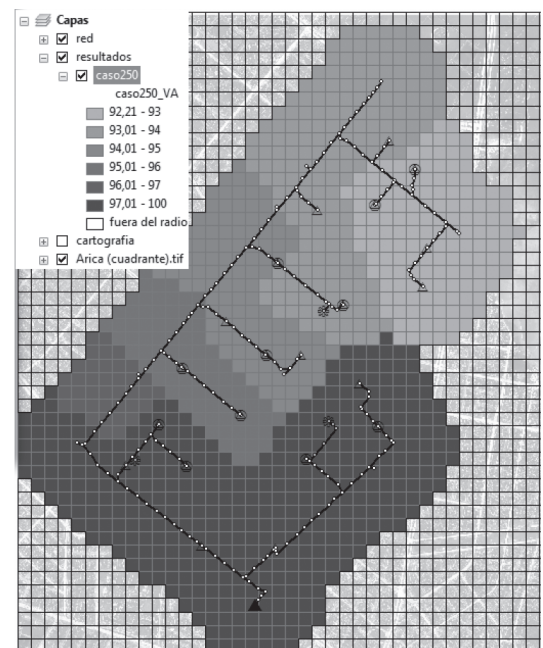 Capas
red
resultados
caso250
caso250_VA
92,21 - 93
93,01 - 94
94,01 - 95
95,01 - 96
96,01 - 97
97,01 - 100
fuera del radio
cartografia
Arica (cuadrante).tif